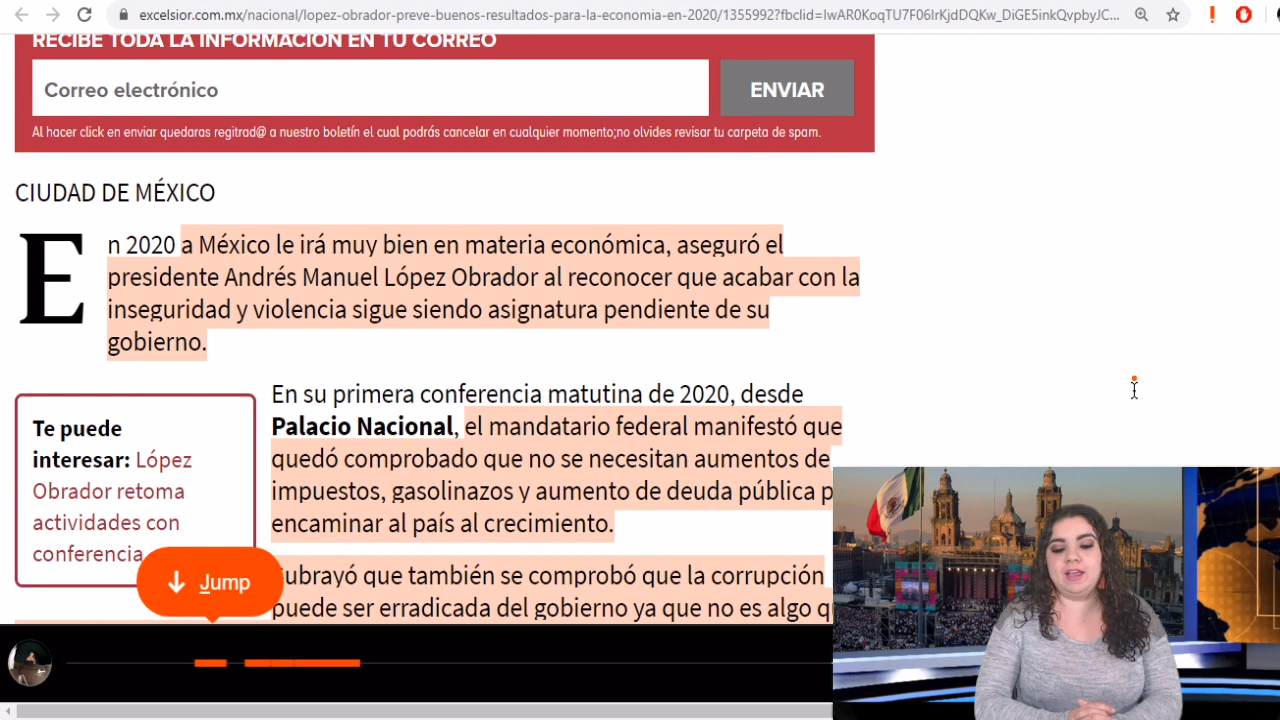 excelsior.com.mx/nacional/lopez-obrador-preve-buenos-resultados-para-la-economia-en-2020/1355992?fbclid=IwAR0KoqTU7F06IrKjdDQKw_DiGE5inkQvpbyJC...
RECIBE TODA LA INFORMACIÓN EN TU CORREO
Correo electrónico
ENVIAR
Al hacer click en enviar quedaras regitrad@ a nuestro boletín el cual podrás cancelar en cualquier momento;no olvides revisar tu carpeta de spam.
CIUDAD DE MÉXICO
En 2020 a México le irá muy bien en materia económica, aseguró el
presidente Andrés Manuel López Obrador al reconocer que acabar con la
inseguridad y violencia sigue siendo asignatura pendiente de su
gobierno.
Te puede
interesar: López
Obrador retoma
actividades con
conferencia
En su primera conferencia matutina de 2020, desde
Palacio Nacional, el mandatario federal manifestó que
quedó comprobado que no se necesitan aumentos de
impuestos, gasolinazos y aumento de deuda pública p
encaminar al país al crecimiento.
ubrayó que también se comprobó que la corrupción
puede ser erradicada del gobierno ya que no es algo q
Jump